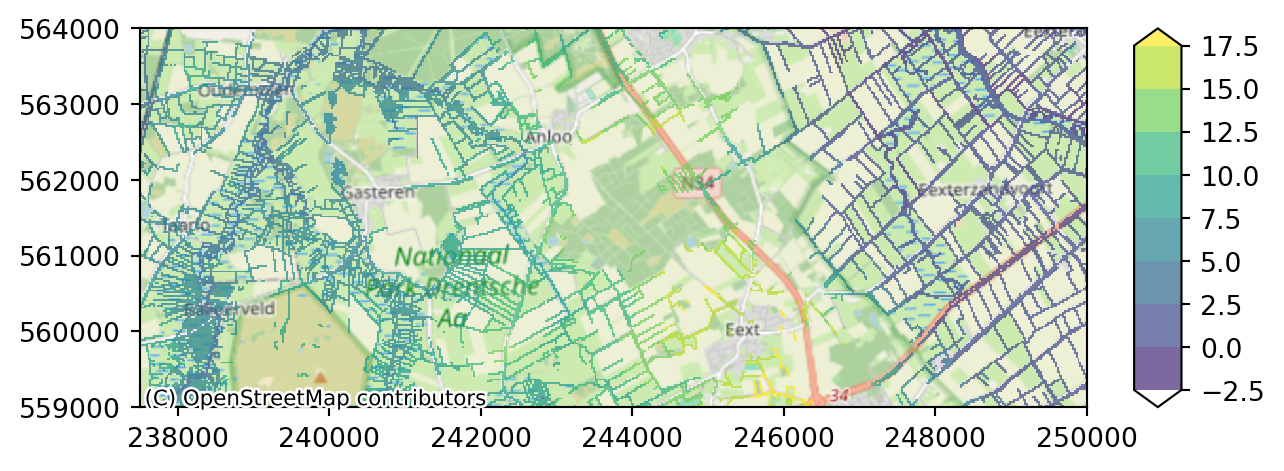 564000
563000
562000
561000
560000
559000
Anloo
N34
Gasteren
Eexterzandvoort
Nationaal
Park Drentsche
Aa
Eext
34
(C) OpenStreetMap contributors
238000 240000 242000 244000 246000 248000 250000
17.5
15.0
12.5
10.0
7.5
5.0
2.5
0.0
−2.5